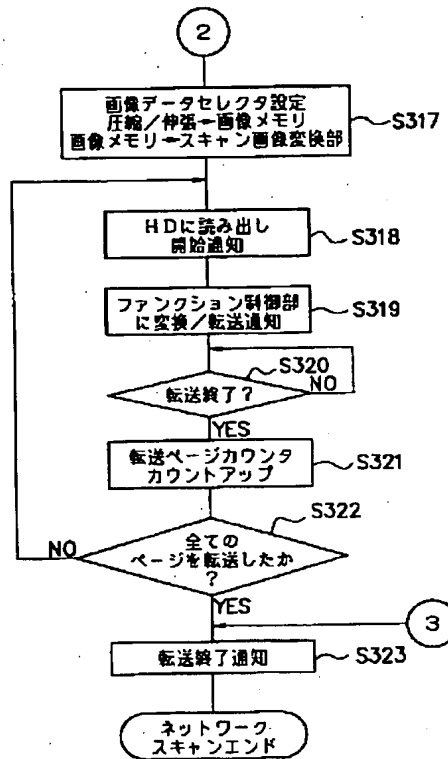 2
画像データセレクタ設定
圧縮/伸張←画像メモリ
画像メモリ←スキャン画像変換部
S317
HDに読み出し
開始通知
S318
ファンクション制御部
に変換/転送通知
S319
S320
転送終了?
NO
YES
転送ページカウンタ
カウントアップ
S321
S322
全ての
ページを転送したか
?
NO
YES
3
転送終了通知
S323
ネットワーク
スキャンエンド